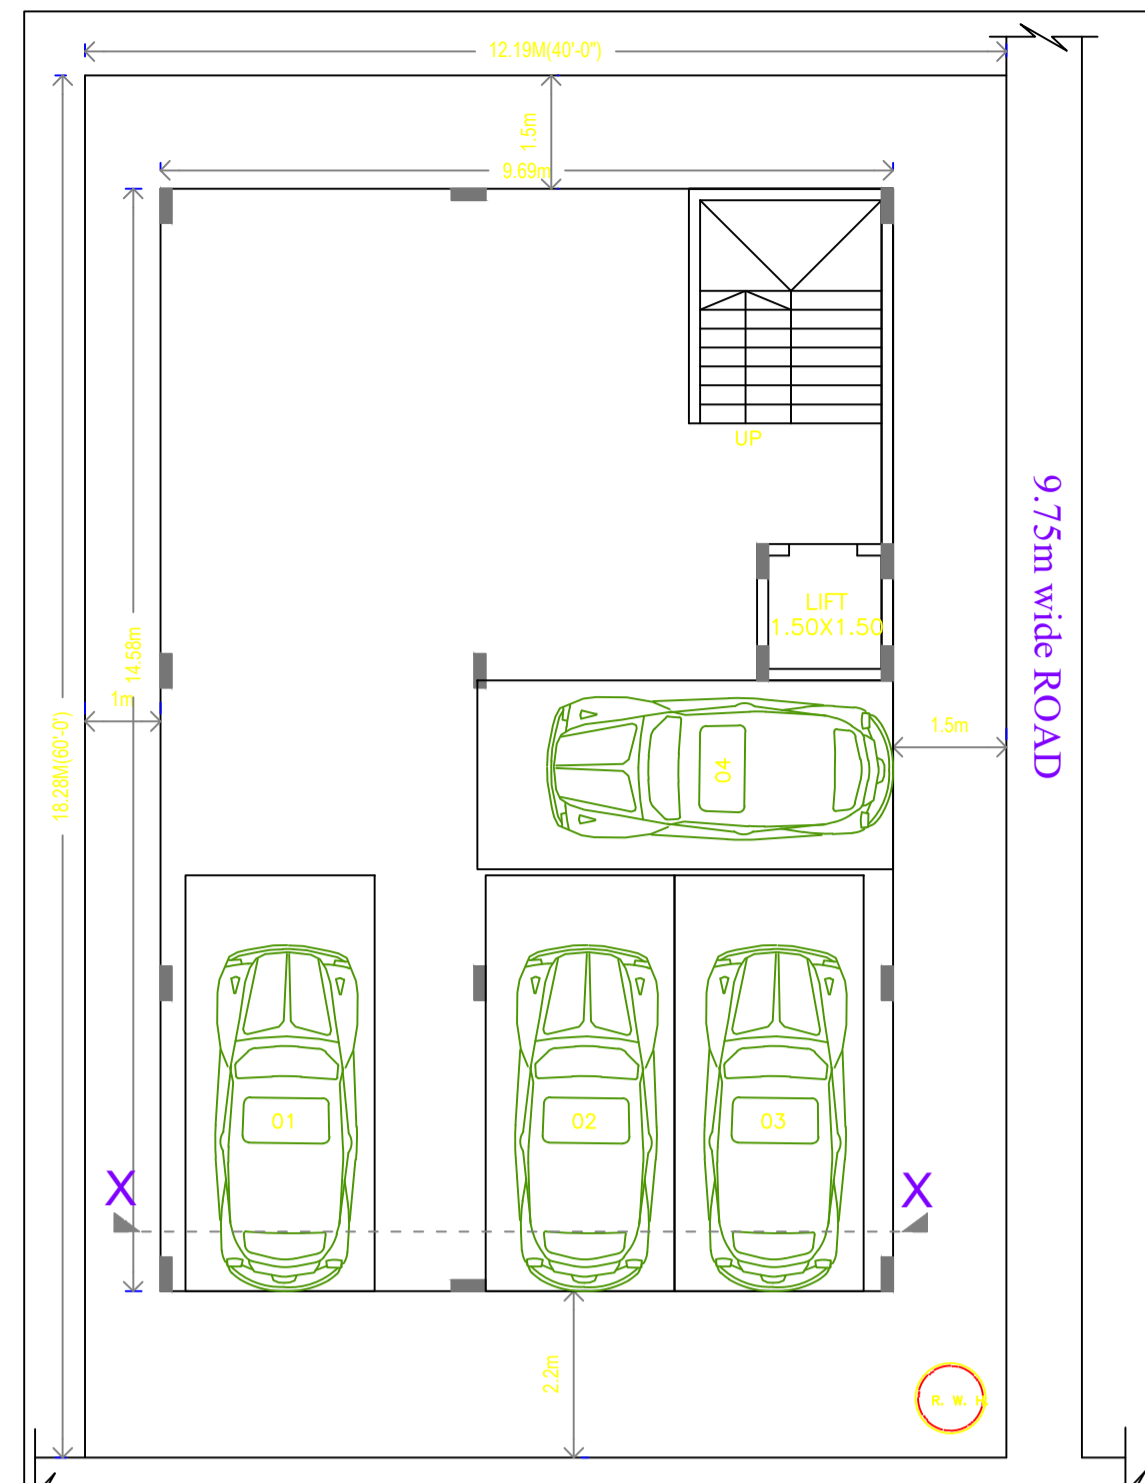 12.19M(40'-0")
1.5m
9.69m
UP
9.75m wide ROAD
LIFT
1.50X1.50
14.58m
1m
18.28M(60'-0')
1.5m
04
01
02
03
X
X
2.2m
R. W. H.